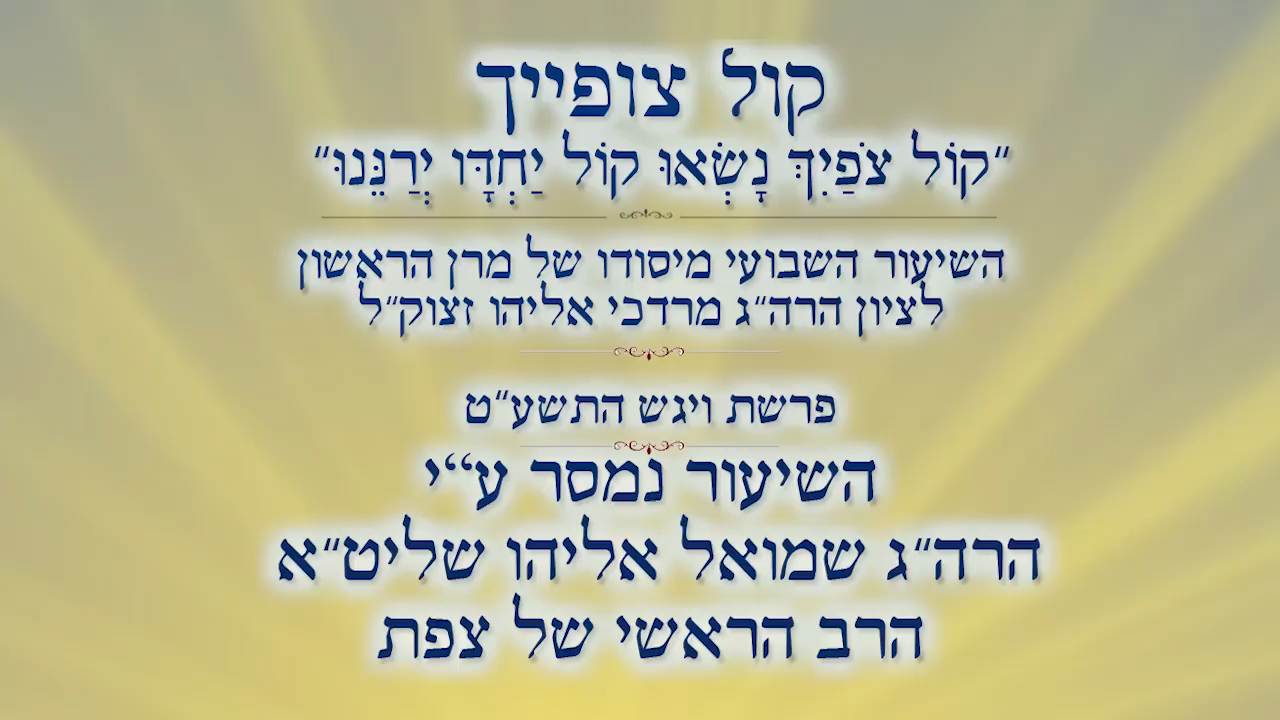 קול צופייך
"קוֹל צֹפַיִךְ נָשְׂאוּ קוֹל יַחְדָּו יְרַנֵּנוּ"
השיעור השבועי מיסודו של מרן הראשון
לציון הרה"ג מרדכי אליהו זצוק"ל
פרשת ויגש התשע"ט
השיעור נמסר ע"י
הרה"ג שמואל אליהו שליט"א
הרב הראשי של צפת